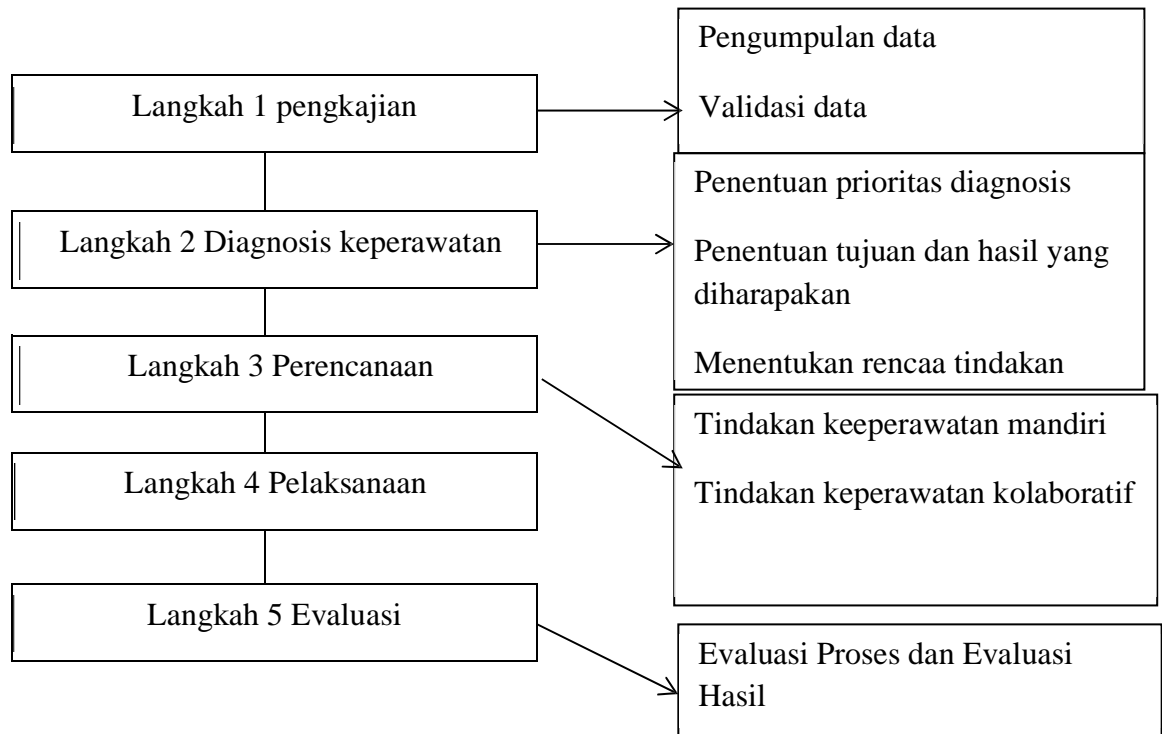 Langkah 1 pengkajian
Pengumpulan data
Validasi data
Langkah 2 Diagnosis keperawatan
Penentuan prioritas diagnosis
Penentuan tujuan dan hasil yang
diharapakan
Menentukan rencaa tindakan
Langkah 3 Perencanaan
Tindakan keeperawatan mandiri
Tindakan keperawatan kolaboratif
Langkah 4 Pelaksanaan
Langkah 5 Evaluasi
Evaluasi Proses dan Evaluasi
Hasil